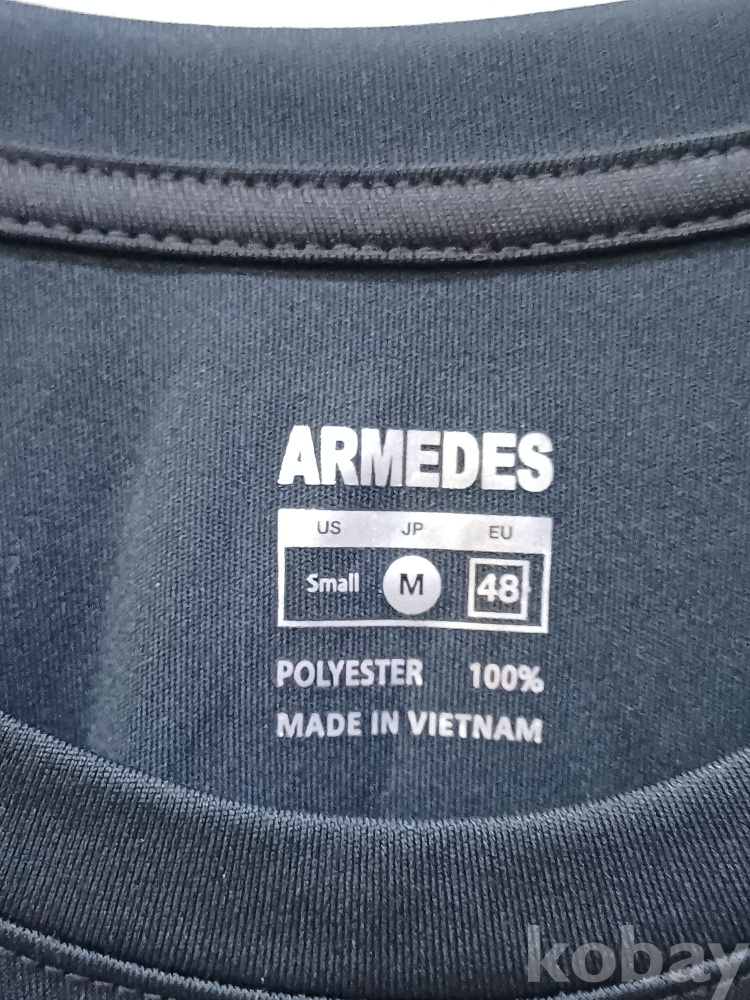 ARMEDES
US JP EU
Small M 48
POLYESTER 100%
MADE IN VIETNAM
kobay